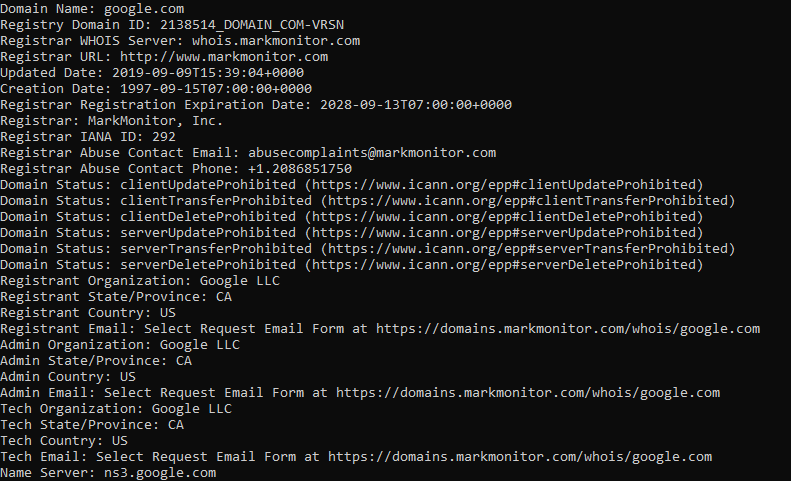 Domain Name: google.com
Registry Domain ID: 2138514_DOMAIN_COM-VRSN
Registrar WHOIS Server: whois.markmonitor.com
Registrar URL: http://www.markmonitor.com
Updated Date: 2019-09-09T15:39:04+0000
Creation Date: 1997-09-15T07:00:00+0000
Registrar Registration Expiration Date: 2028-09-13T07:00:00+0000
Registrar: MarkMonitor, Inc.
Registrar IANA ID: 292
Registrar Abuse Contact Email: abusecomplaints@markmonitor.com
Registrar Abuse Contact Phone: +1.2086851750
Domain Status: clientUpdateProhibited (https://www.icann.org/epp#clientUpdateProhibited)
Domain Status: clientTransferProhibited (https://www.icann.org/epp#clientTransferProhibited)
Domain Status: clientDeleteProhibited (https://www.icann.org/epp#clientDeleteProhibited)
Domain Status: serverUpdateProhibited (https://www.icann.org/epp#serverUpdateProhibited)
Domain Status: serverTransferProhibited (https://www.icann.org/epp#serverTransferProhibited)
Domain Status: serverDeleteProhibited (https://www.icann.org/epp#serverDeleteProhibited)
Registrant Organization: Google LLC
Registrant State/Province: CA
Registrant Country: US
Registrant Email: Select Request Email Form at https://domains.markmonitor.com/whois/google.com
Admin Organization: Google LLC
Admin State/Province: CA
Admin Country: US
Admin Email: Select Request Email Form at https://domains.markmonitor.com/whois/google.com
Tech Organization: Google LLC
Tech State/Province: CA
Tech Country: US
Tech Email: Select Request Email Form at https://domains.markmonitor.com/whois/google.com
Name Server: ns3.google.com